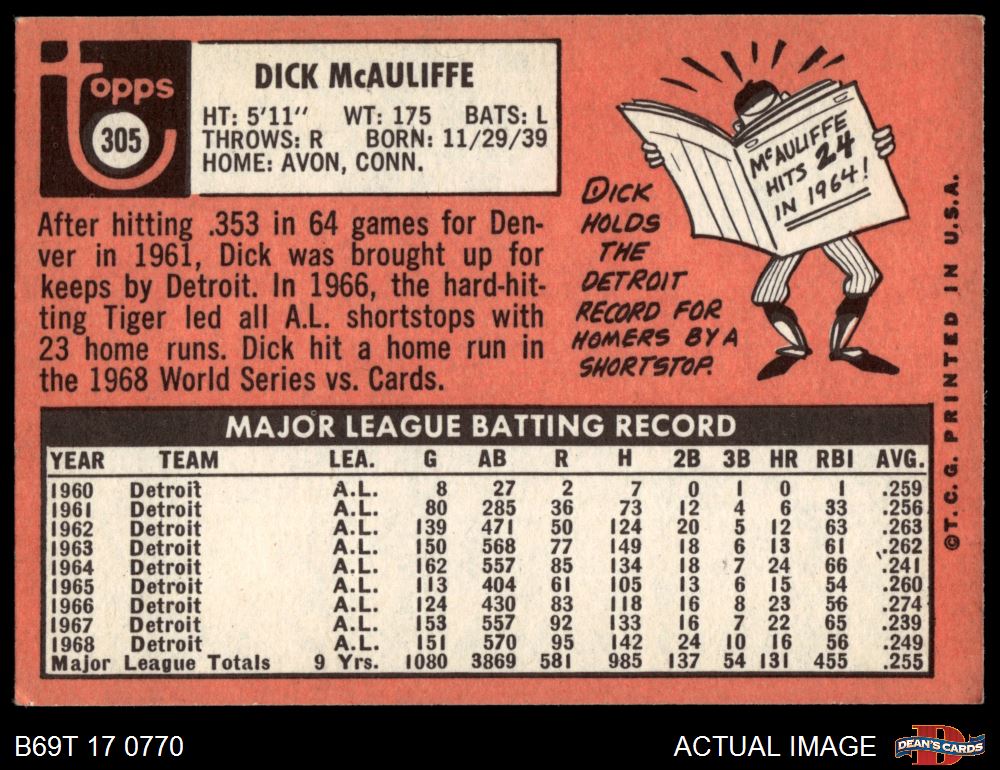 Topps
305
DICK McAULIFFE
HT: 5'11" WT: 175 BATS: L
THROWS: R BORN: 11/29/39
HOME: AVON, CONN.
After hitting .353 in 64 games for Den-
ver in 1961, Dick was brought up for
keeps by Detroit. In 1966, the hard-hit-
ting Tiger led all A.L. shortstops with
23 home runs. Dick hit a home run in
the 1968 World Series vs. Cards.
McAULIFFE
HITS 24
IN 1964!
DICK
HOLDS
THE
DETROIT
RECORD FOR
HOMERS BY A
SHORTSTOP.
MAJOR LEAGUE BATTING RECORD
YEAR TEAM LEA. G AB R H 2B 3B HR RBI AVG.
1960 Detroit A.L. 8 27 2 7 0 1 0 1 .259
1961 Detroit A.L. 80 285 36 73 12 4 6 33 .256
1962 Detroit A.L. 139 471 50 124 20 5 12 63 .263
1963 Detroit A.L. 150 568 77 149 18 6 13 61 .262
1964 Detroit A.L. 162 557 85 134 18 7 24 66 .241
1965 Detroit A.L. 113 404 61 105 13 6 15 54 .260
1966 Detroit A.L. 124 430 83 118 16 8 23 56 .274
1967 Detroit A.L. 153 557 92 133 16 7 22 65 .239
1968 Detroit A.L. 151 570 95 142 24 10 16 56 .249
Major League Totals 9 Yrs. 1080 3869 581 985 137 54 131 455 .255
©T. C. G. PRINTED IN U.S.A.
B69T 17 0770
ACTUAL IMAGE
D
DEAN'S CARDS